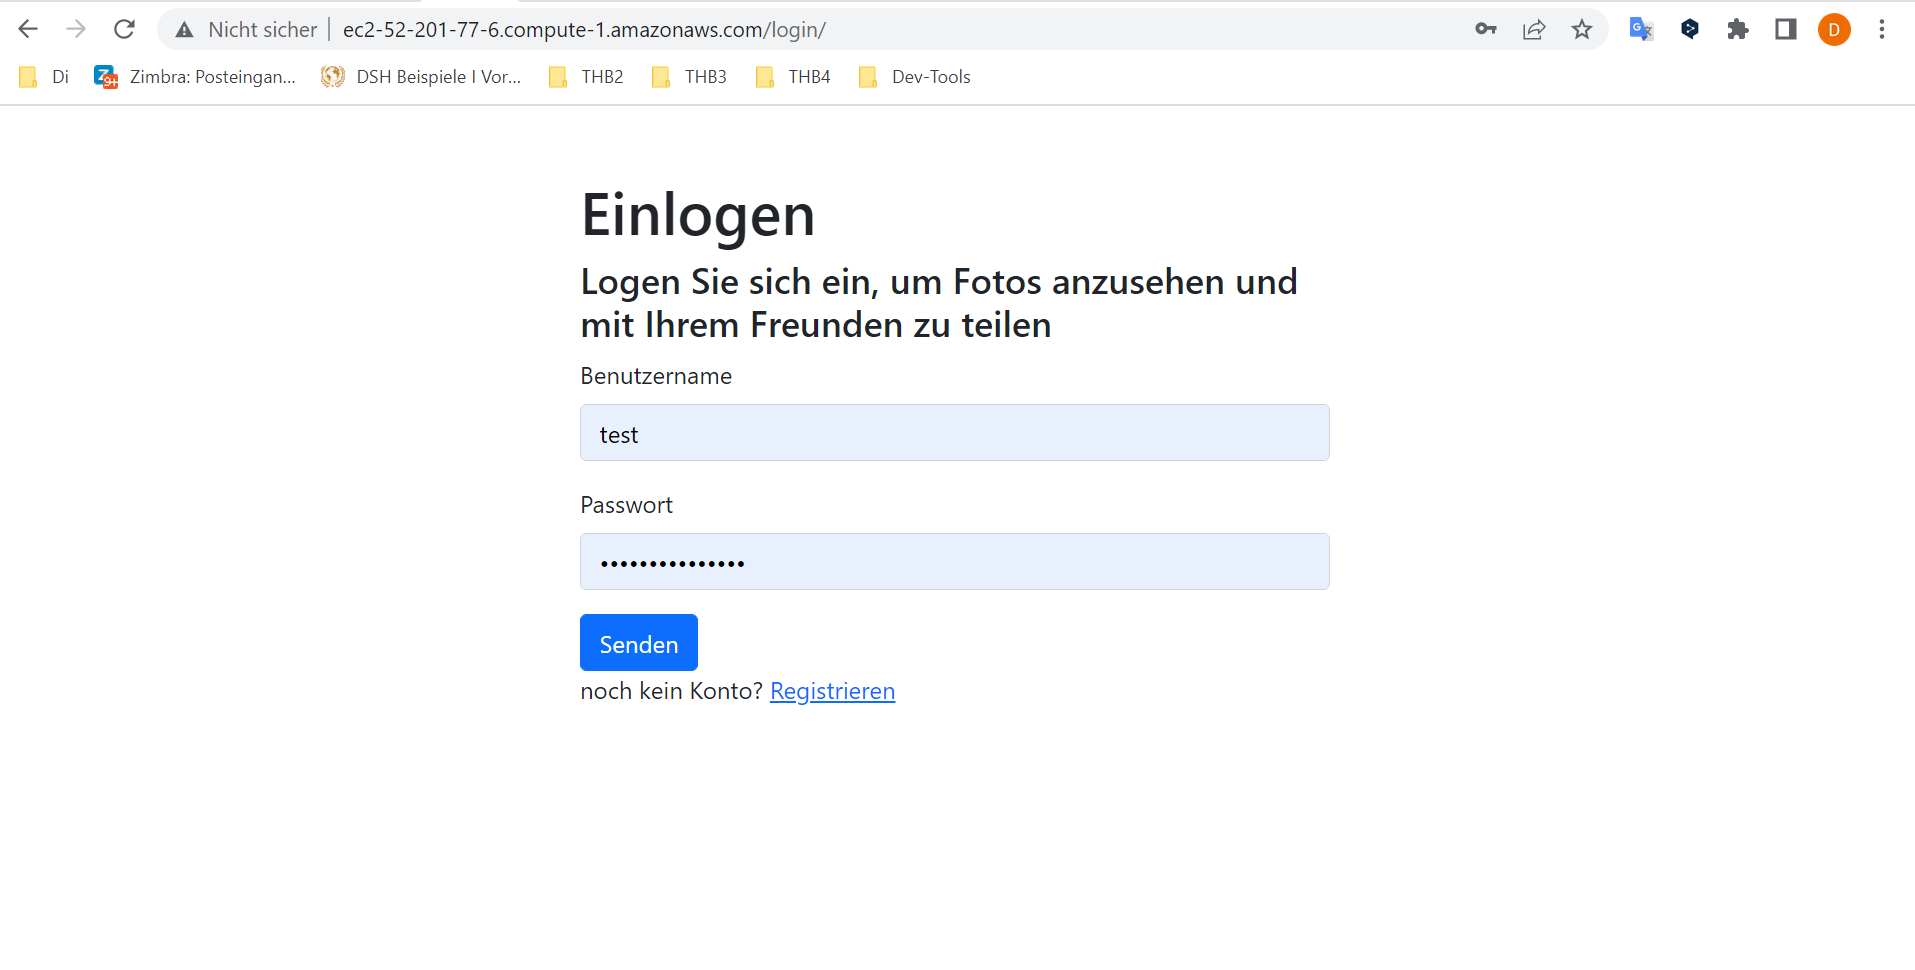 Nicht sicher | ec2-52-201-77-6.compute-1.amazonaws.com/login/
D
Di Zimbra: Posteingan... DSH Beispiele I Vor... THB2 THB3 THB4 Dev-Tools
Einlogen
Logen Sie sich ein, um Fotos anzusehen und
mit Ihrem Freunden zu teilen
Benutzername
test
Passwort
•••••••••••••••
Senden
noch kein Konto? Registrieren